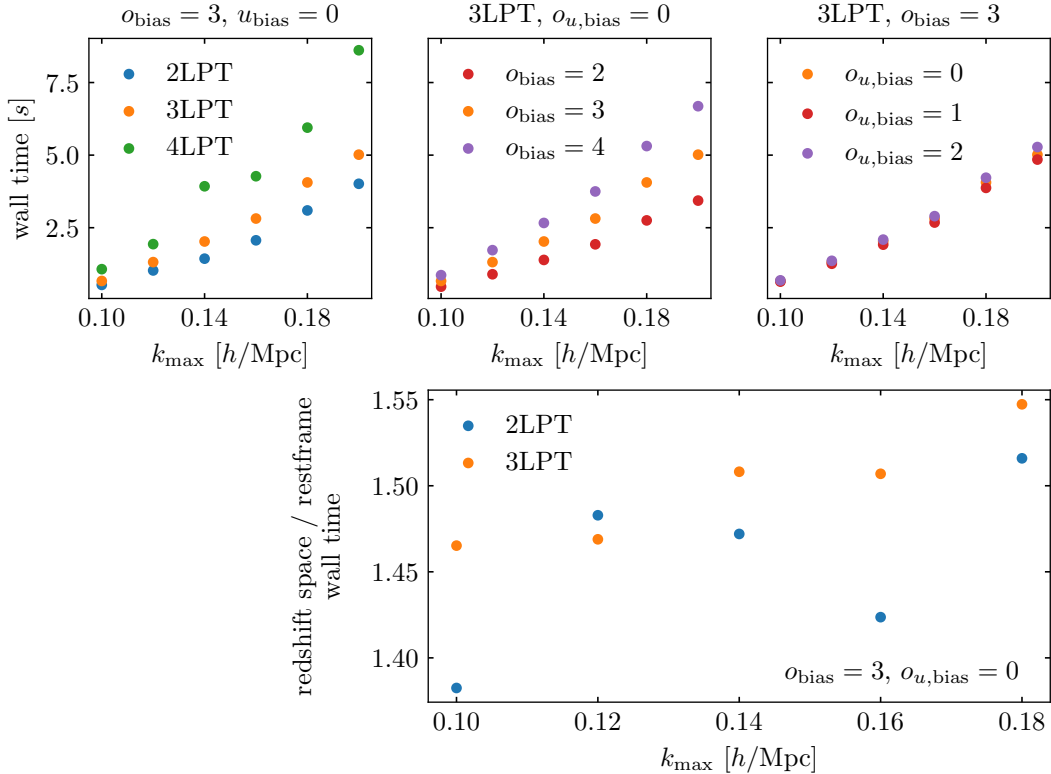 o_bias = 3, u_bias = 0
3LPT, o_u,bias = 0
3LPT, o_bias = 3
wall time [s]
7.5
5.0
2.5
2LPT
3LPT
4LPT
0.10
0.14
0.18
k_max [h/Mpc]
o_bias = 2
o_bias = 3
o_bias = 4
0.10
0.14
0.18
k_max [h/Mpc]
o_u,bias = 0
o_u,bias = 1
o_u,bias = 2
0.10
0.14
0.18
k_max [h/Mpc]
redshift space / restframe
wall time
1.55
1.50
1.45
1.40
2LPT
3LPT
o_bias = 3, o_u,bias = 0
0.10
0.12
0.14
0.16
0.18
k_max [h/Mpc]